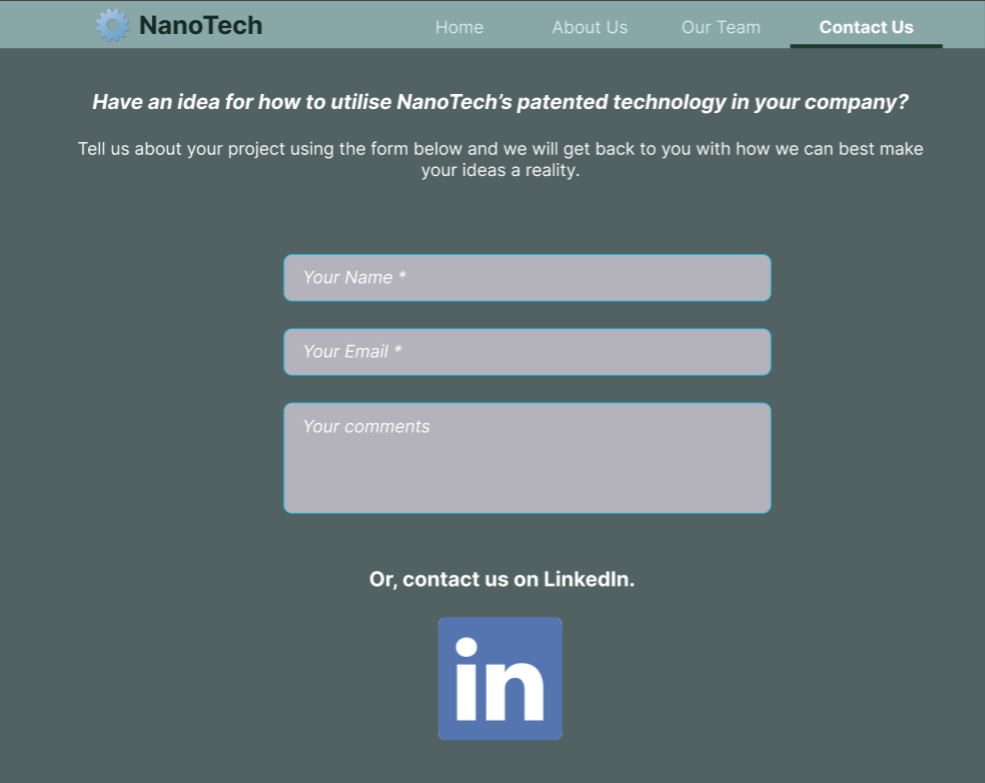 NanoTech
Home About Us Our Team Contact Us
Have an idea for how to utilise NanoTech's patented technology in your company?
Tell us about your project using the form below and we will get back to you with how we can best make
your ideas a reality.
Your Name *
Your Email *
Your comments
Or, contact us on LinkedIn.
in